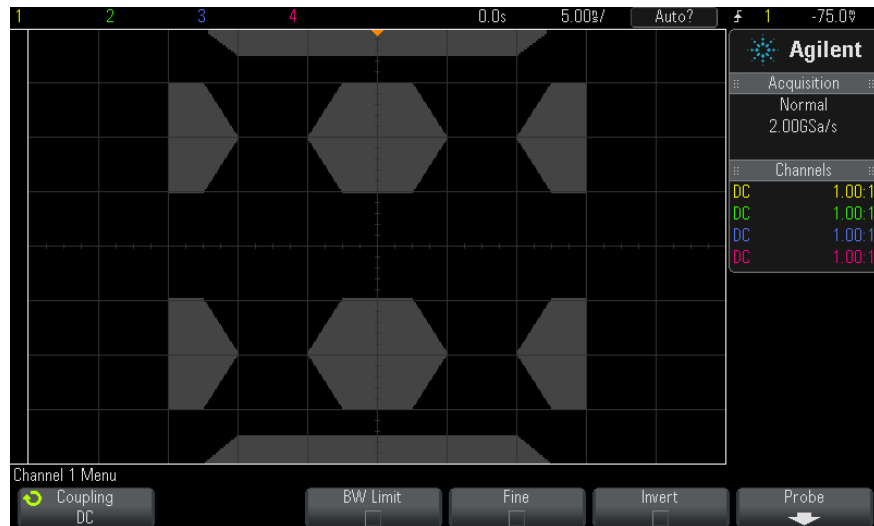 1 2 3 4 0.0s 5.00㎱/ Auto? 1 -75.0V
Agilent
Acquisition
Normal
2.00GSa/s
Channels
DC 1.00:1
DC 1.00:1
DC 1.00:1
DC 1.00:1
Channel 1 Menu
Coupling BW Limit Fine Invert Probe
DC